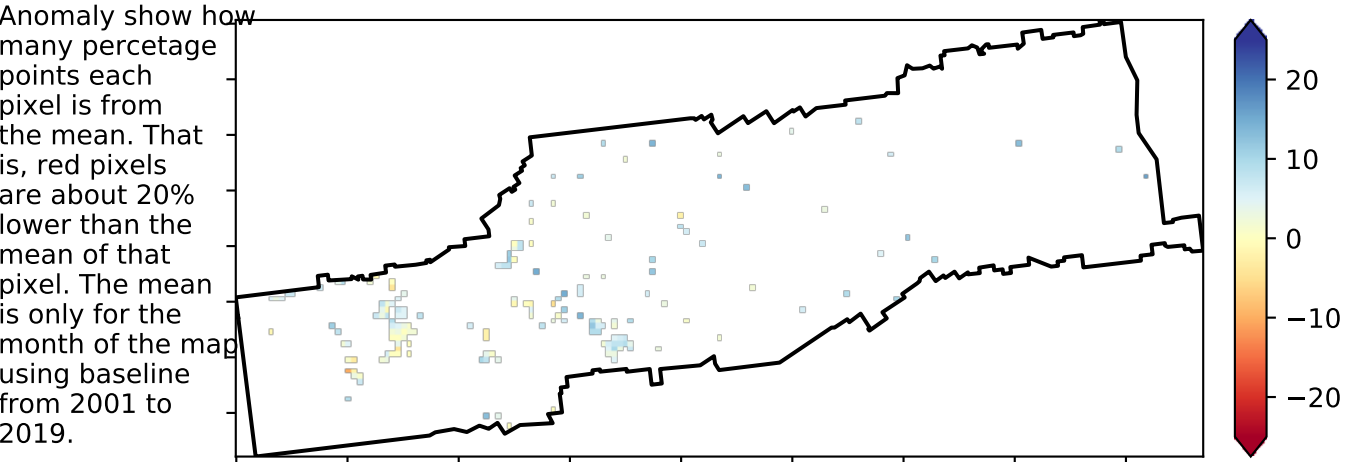 Anomaly show how
many percetage
points each
pixel is from
the mean. That
is, red pixels
are about 20%
lower than the
mean of that
pixel. The mean
is only for the
month of the map
using baseline
from 2001 to
2019.
20
10
0
−10
−20